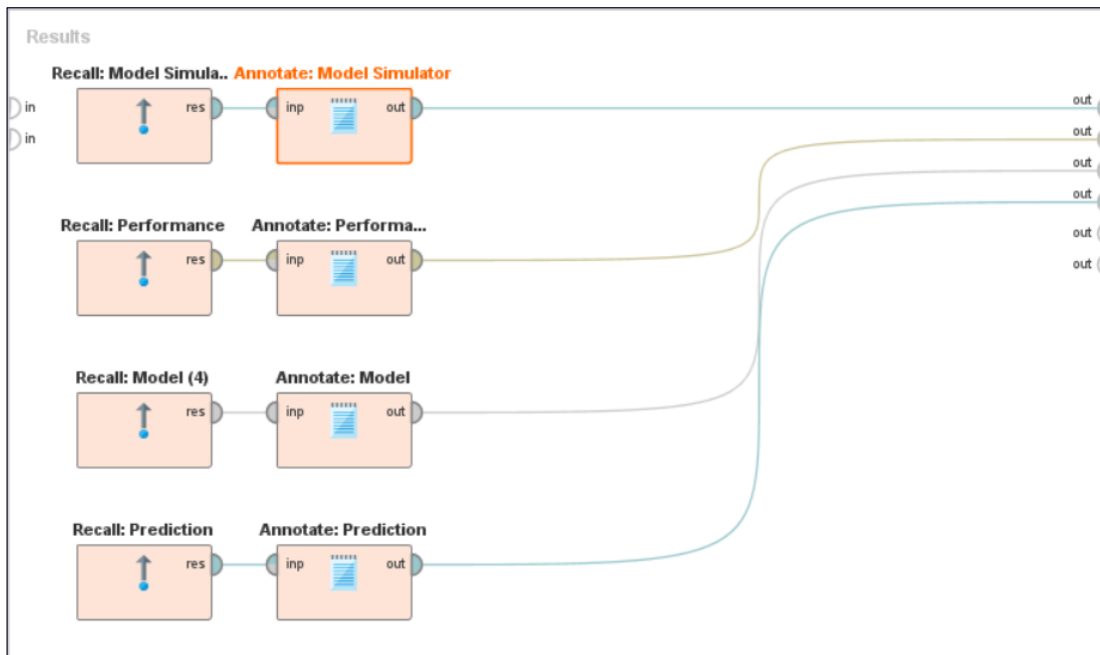 Results
Recall: Model Simula.. Annotate: Model Simulator
in res inp out out
in out
out
Recall: Performance Annotate: Performa...
out
res inp out out
out
Recall: Model (4) Annotate: Model
res inp out
Recall: Prediction Annotate: Prediction
res inp out